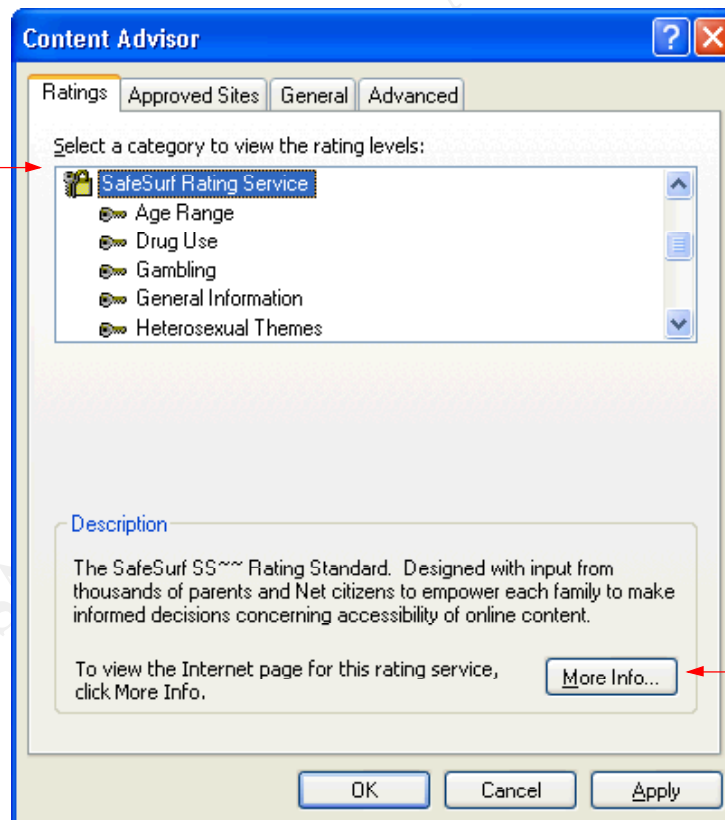 Content Advisor
Ratings Approved Sites General Advanced
Select a category to view the rating levels:
SafeSurf Rating Service
Age Range
Drug Use
Gambling
General Information
Heterosexual Themes
Description
The SafeSurf SS~~ Rating Standard. Designed with input from
thousands of parents and Net citizens to empower each family to make
informed decisions concerning accessibility of online content.
To view the Internet page for this rating service,
click More Info.
More Info...
OK Cancel Apply